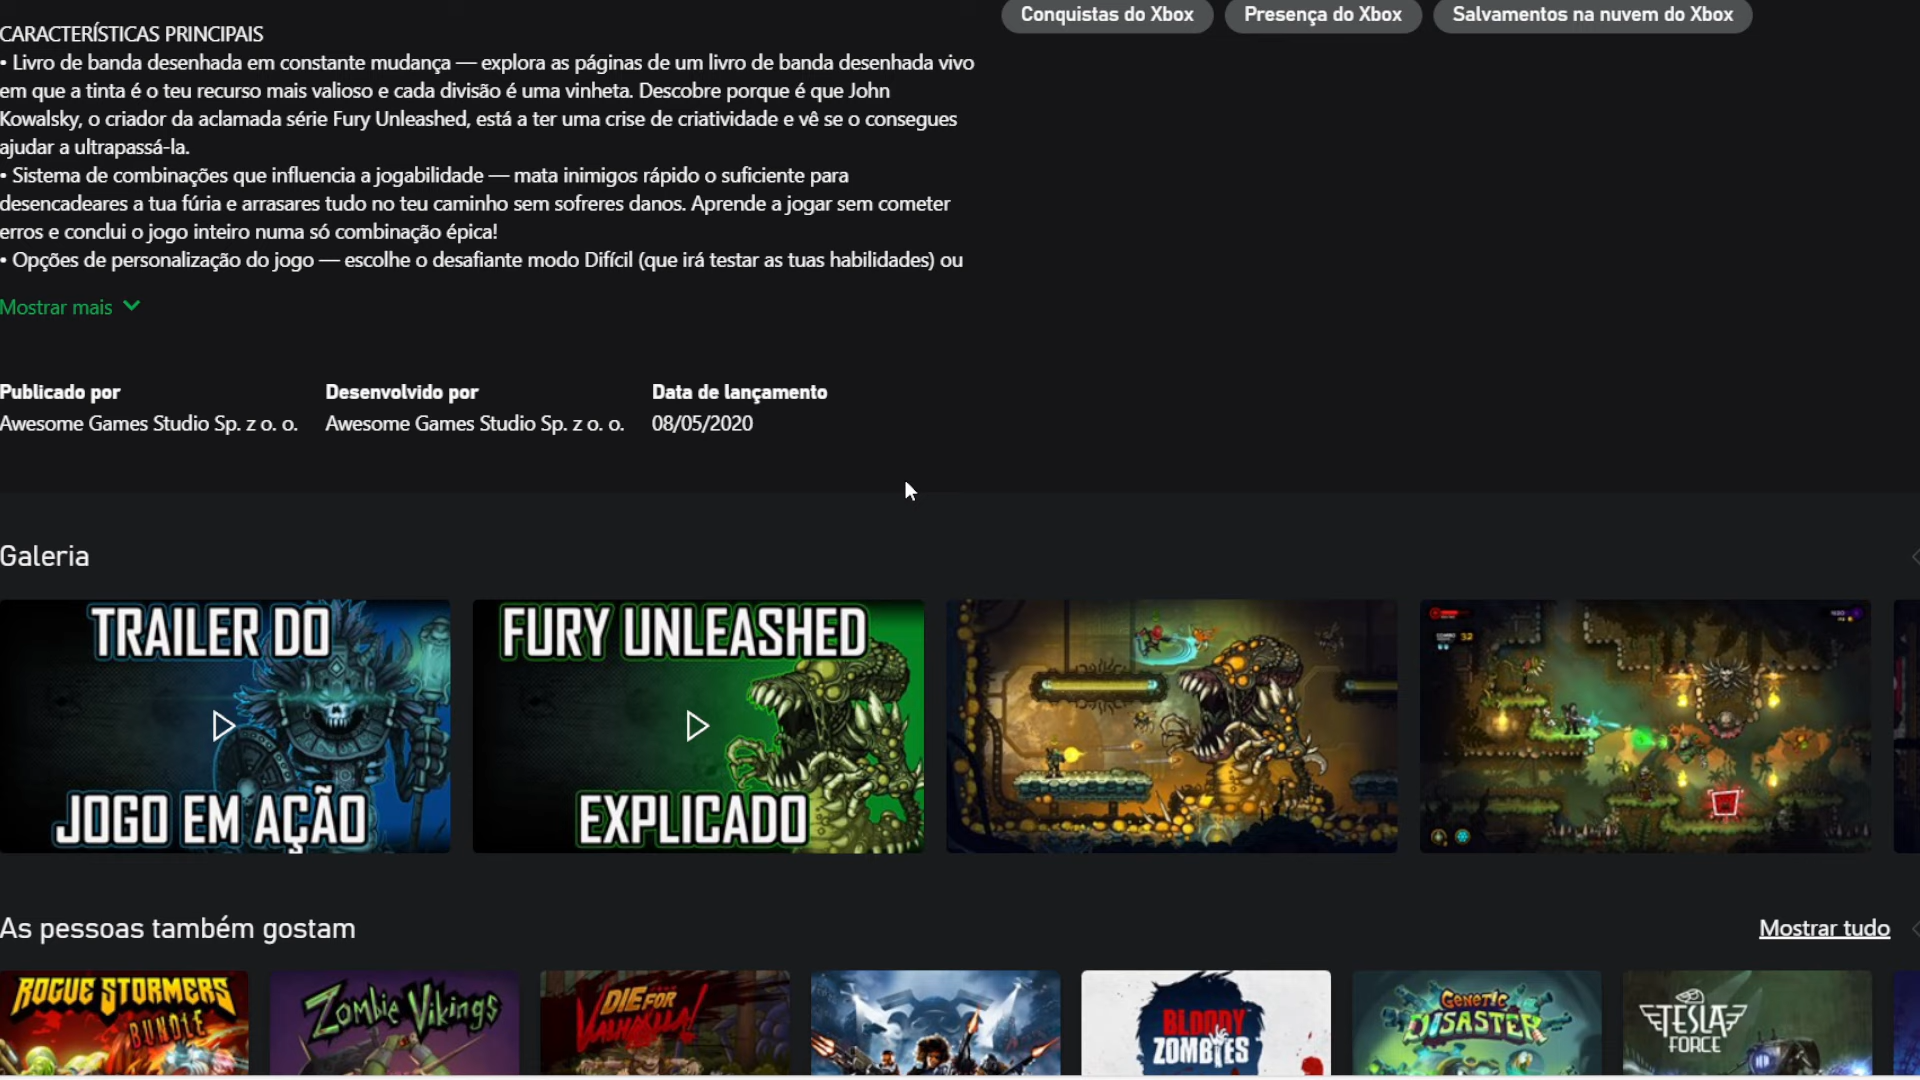 Conquistas do Xbox
Presença do Xbox
Salvamentos na nuvem do Xbox
CARACTERÍSTICAS PRINCIPAIS
• Livro de banda desenhada em constante mudança — explora as páginas de um livro de banda desenhada vivo
em que a tinta é o teu recurso mais valioso e cada divisão é uma vinheta. Descobre porque é que John
Kowalsky, o criador da aclamada série Fury Unleashed, está a ter uma crise de criatividade e vê se o consegues
ajudar a ultrapassá-la.
• Sistema de combinações que influencia a jogabilidade — mata inimigos rápido o suficiente para
desencadeares a tua fúria e arrasares tudo no teu caminho sem sofreres danos. Aprende a jogar sem cometer
erros e conclui o jogo inteiro numa só combinação épica!
• Opções de personalização do jogo — escolhe o desafiante modo Difícil (que irá testar as tuas habilidades) ou
Mostrar mais
Publicado por
Awesome Games Studio Sp. z o. o.
Desenvolvido por
Awesome Games Studio Sp. z o. o.
Data de lançamento
08/05/2020
Galeria
TRAILER DO
JOGO EM AÇÃO
FURY UNLEASHED
EXPLICADO
As pessoas também gostam
Mostrar tudo
ROGUE STORMERS
BUNDLE
Zombie Vikings
DIE FOR
VALHALLA!
BLOODY
ZOMBIES
GENETIC
DISASTER
TESLA
FORCE